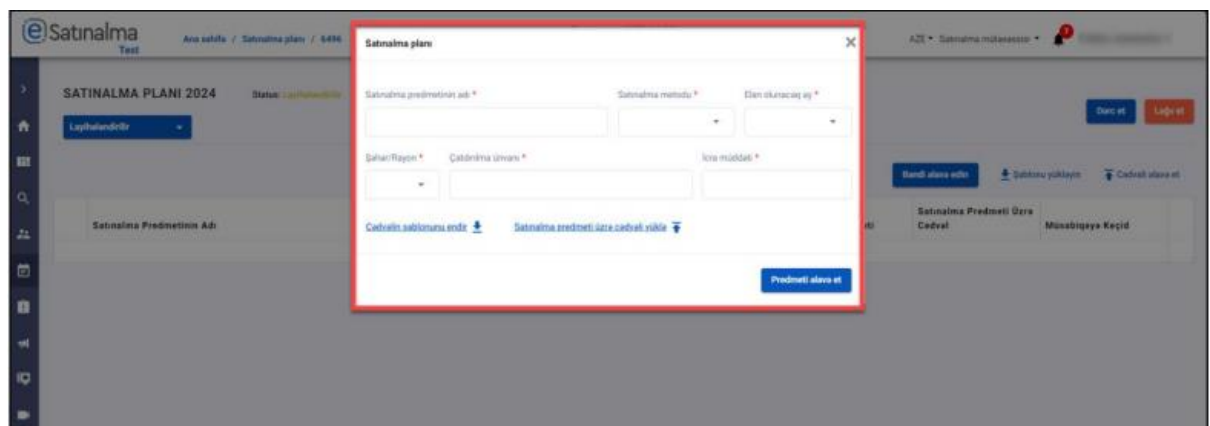 e Satınalma
Test
Ana səhifə / Satınalma planı / 6496
AZE Satınalma mütəxəssisi
Satınalma planı
SATINALMA PLANI 2024
Status: Layihələndirilir
Layihələndirilir
Dərc et
Ləğv et
Satınalma predmetinin adı *
Satınalma metodu *
Elan olunacaq ay *
Şəhər/Rayon *
Çatdırılma ünvanı *
İcra müddəti *
Cədvəlin şablonunu endir
Satınalma predmeti üzrə cədvəli yüklə
Predmeti əlavə et
Bəndi əlavə edin
Şablonu yükləyin
Cədvəli əlavə et
Satınalma Predmetinin Adı
Satınalma Predmeti Üzrə
Cədvəl
Müsabiqəyə Keçid